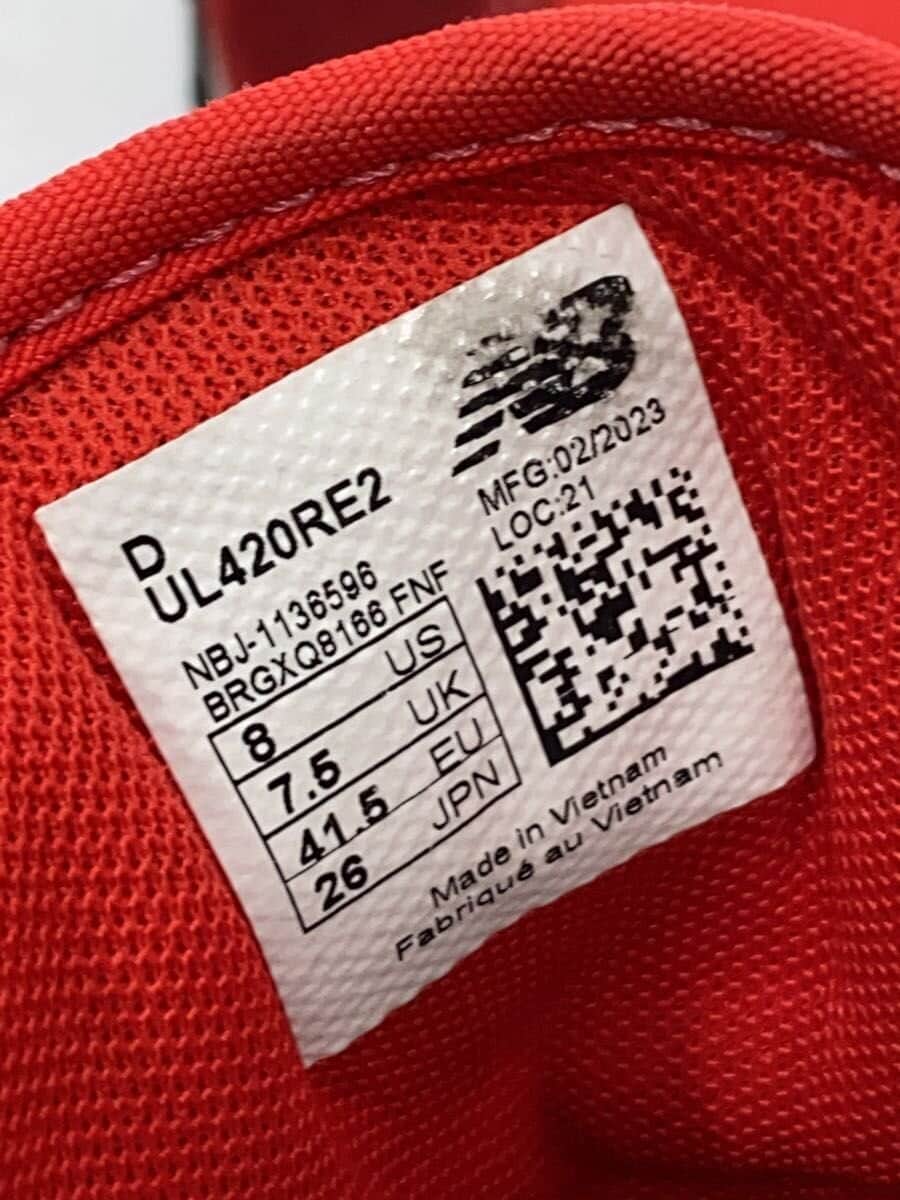 MFG:02/2023
LOC:21
D
UL420RE2
NBJ-1136596
BRGXQ8166 FNF
8 US
7.5 UK
41.5 EU
26 JPN
Made in Vietnam
Fabriqué au Vietnam